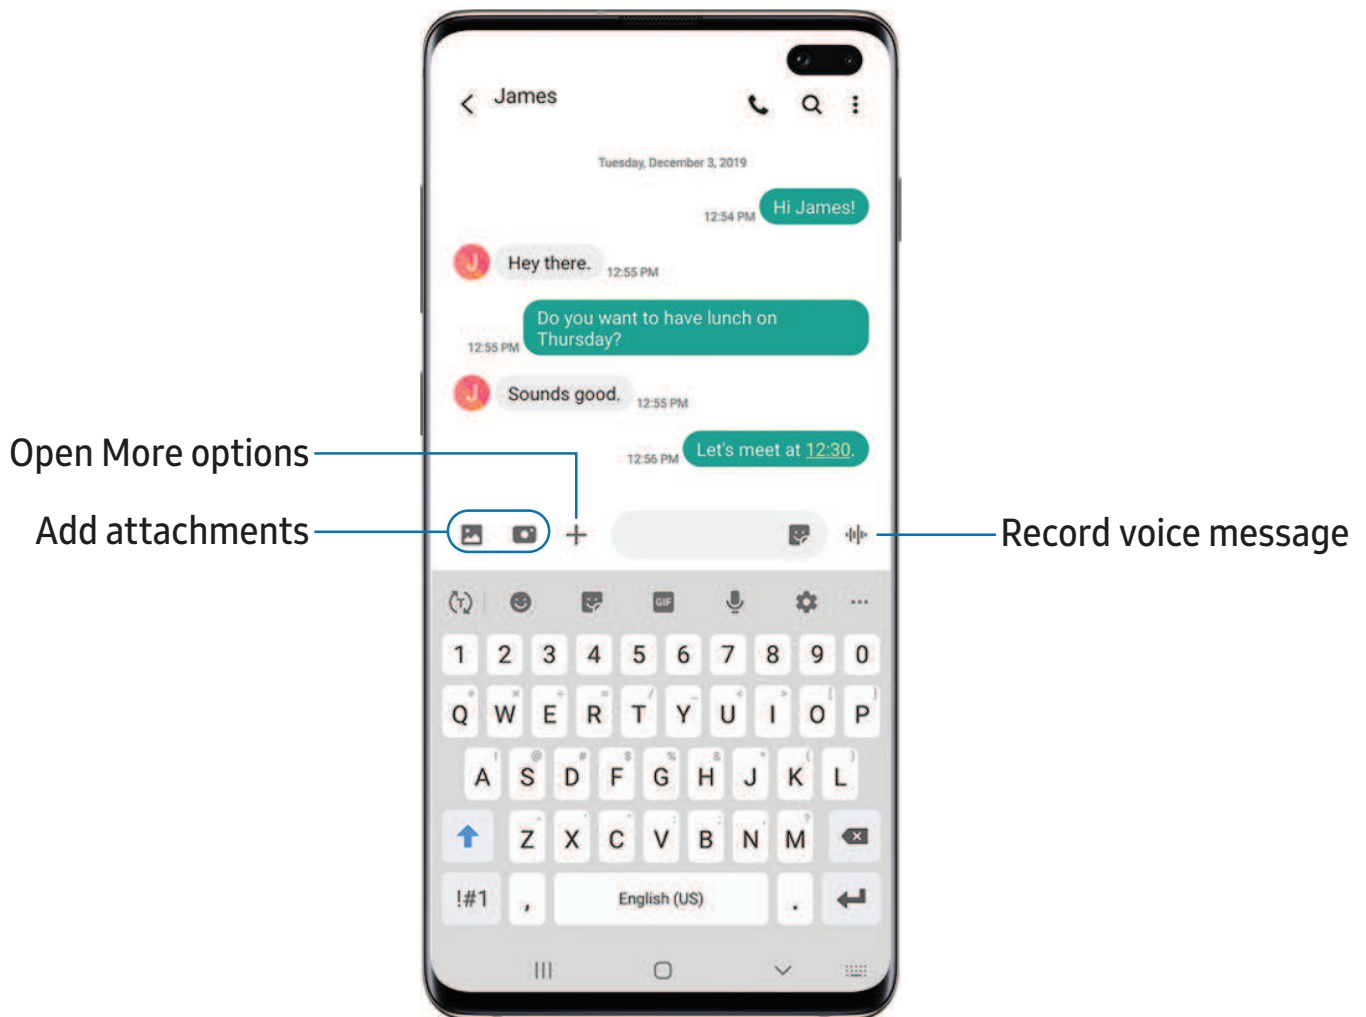 James
Tuesday, December 3, 2019
Hi James!
12:54 PM
J
Hey there.
12:55 PM
Do you want to have lunch on
Thursday?
12:55 PM
J
Sounds good.
12:55 PM
Let's meet at 12:30.
12:56 PM
Open More options
Add attachments
Record voice message
T
GIF
1 2 3 4 5 6 7 8 9 0
+ × ÷ = / _ < > [ ]
Q W E R T Y U I O P
! @ # $ % & * ( )
A S D F G H J K L
- ' " : ; , ?
Z X C V B N M
!#1 , English (US) .